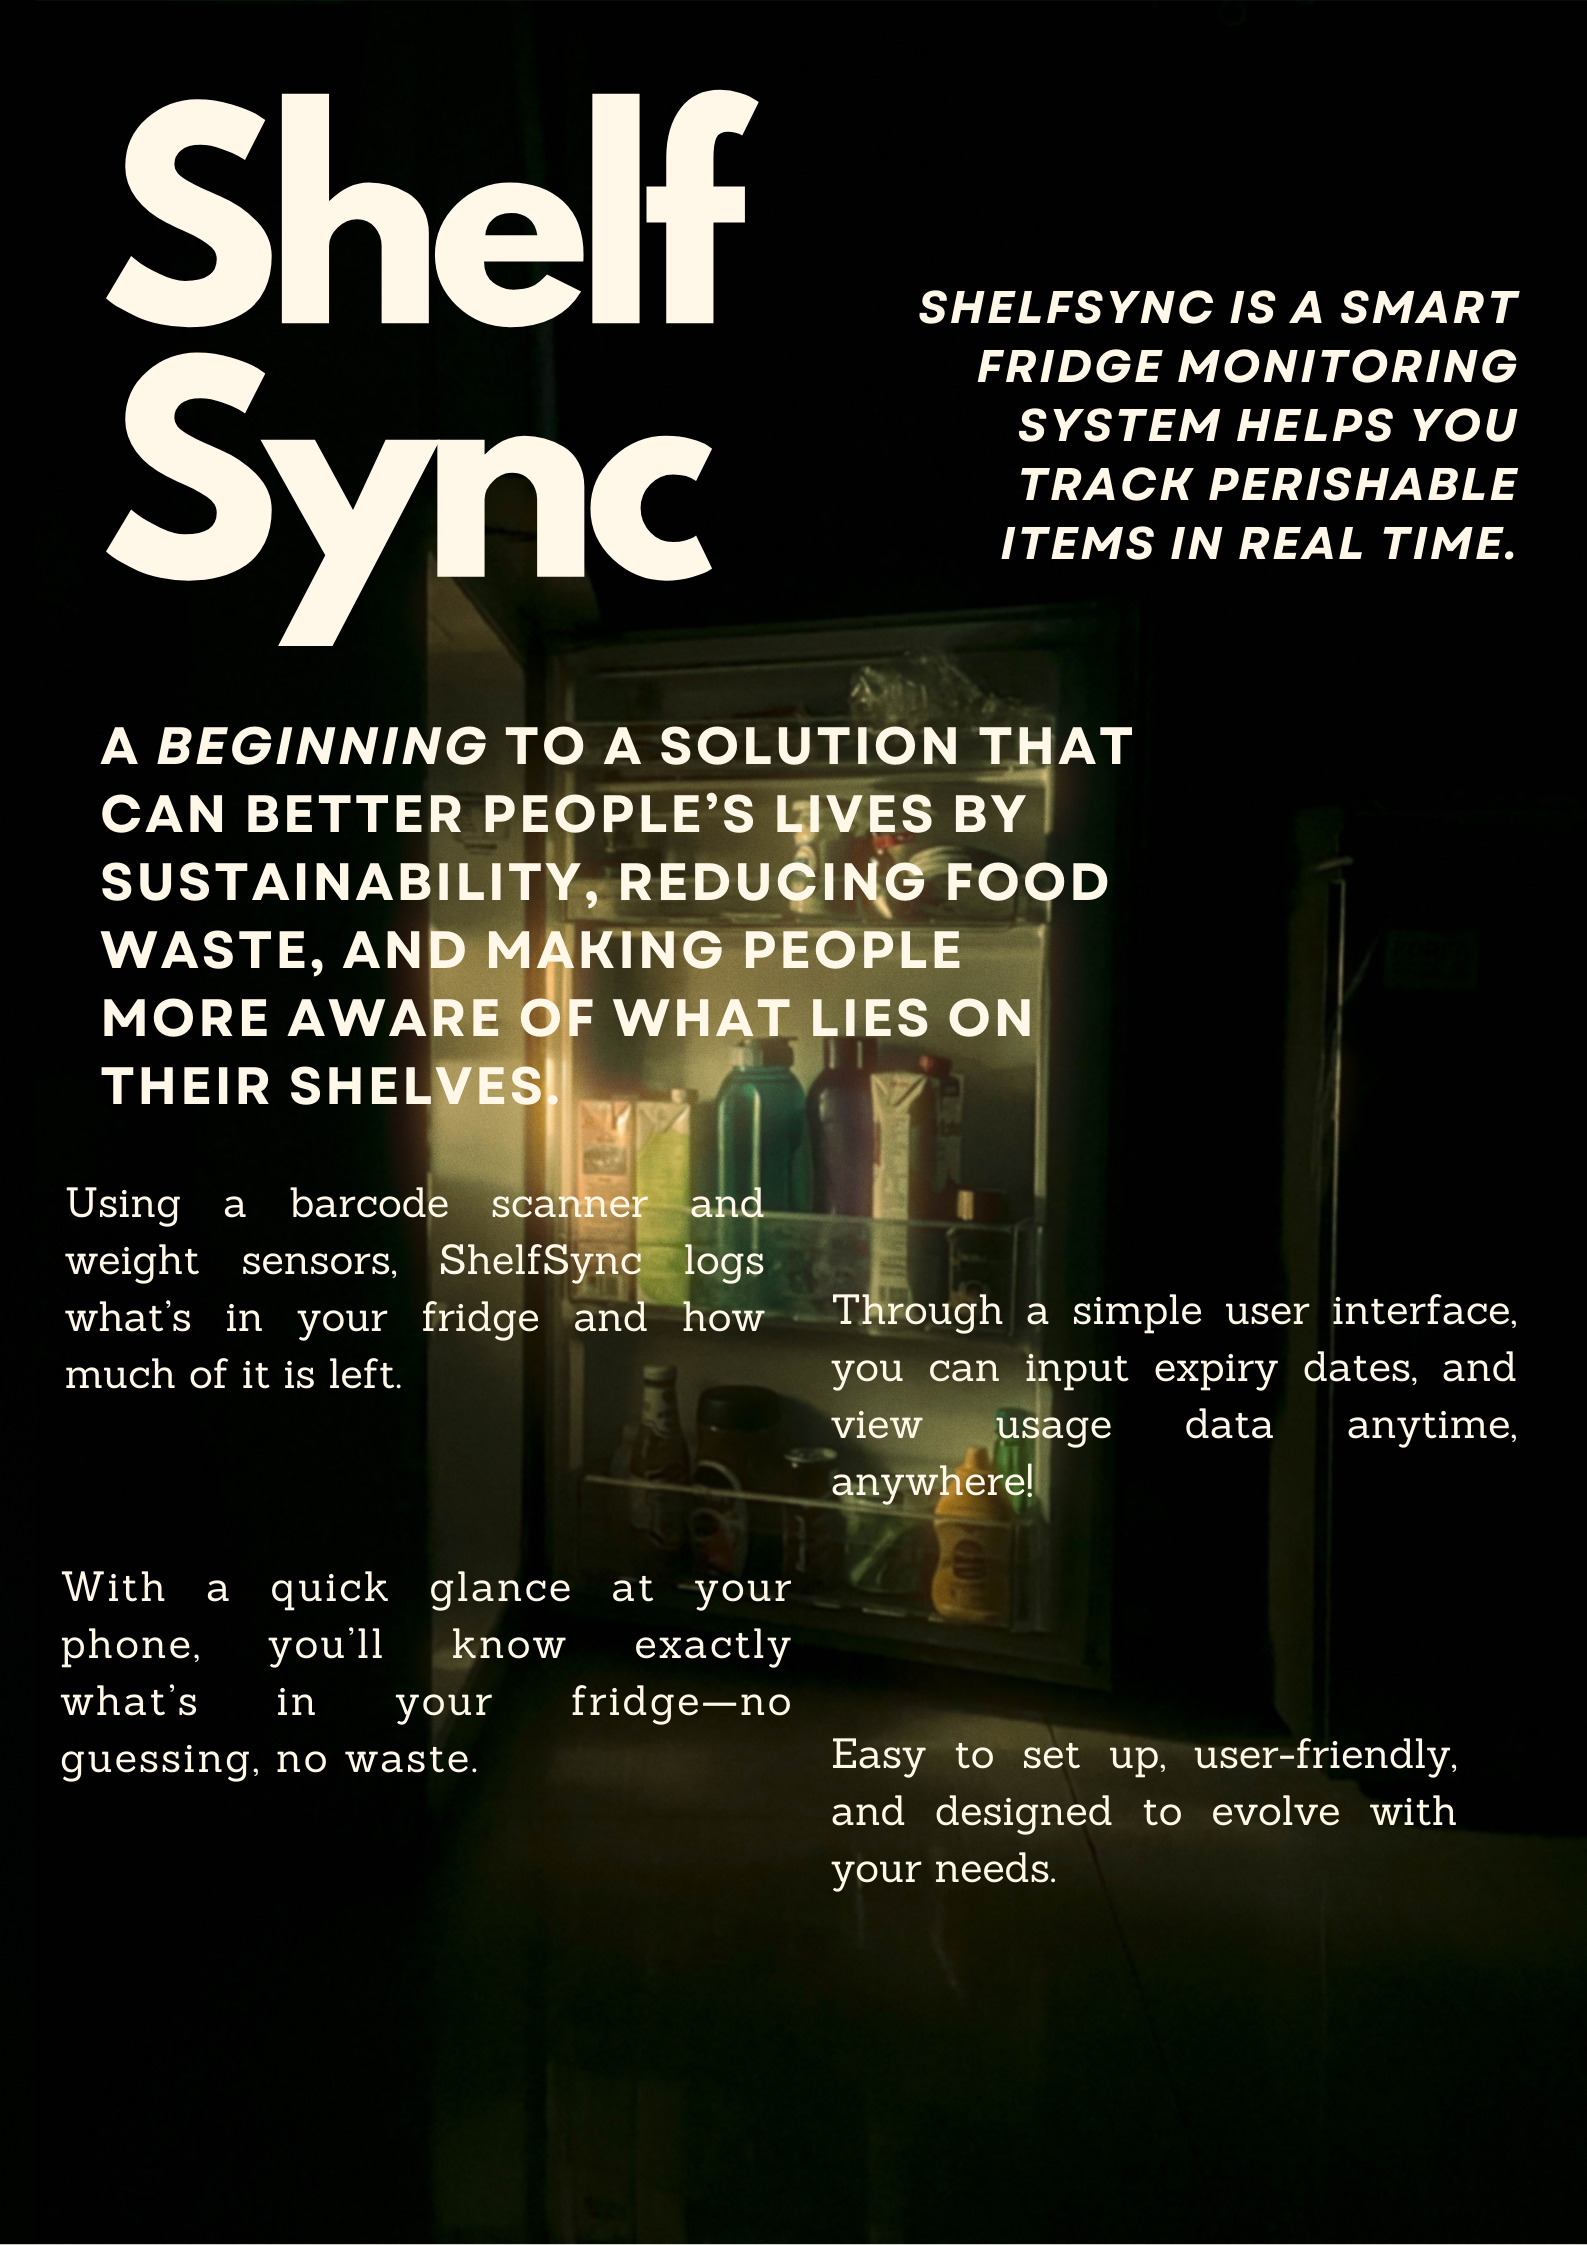 Shelf
Sync
SHELFSYNC IS A SMART
FRIDGE MONITORING
SYSTEM HELPS YOU
TRACK PERISHABLE
ITEMS IN REAL TIME.
A BEGINNING TO A SOLUTION THAT
CAN BETTER PEOPLE’S LIVES BY
SUSTAINABILITY, REDUCING FOOD
WASTE, AND MAKING PEOPLE
MORE AWARE OF WHAT LIES ON
THEIR SHELVES.
Using a barcode scanner and
weight sensors, ShelfSync logs
what’s in your fridge and how
much of it is left.
Through a simple user interface,
you can input expiry dates, and
view usage data anytime,
anywhere!
With a quick glance at your
phone, you’ll know exactly
what’s in your fridge—no
guessing, no waste.
Easy to set up, user-friendly,
and designed to evolve with
your needs.